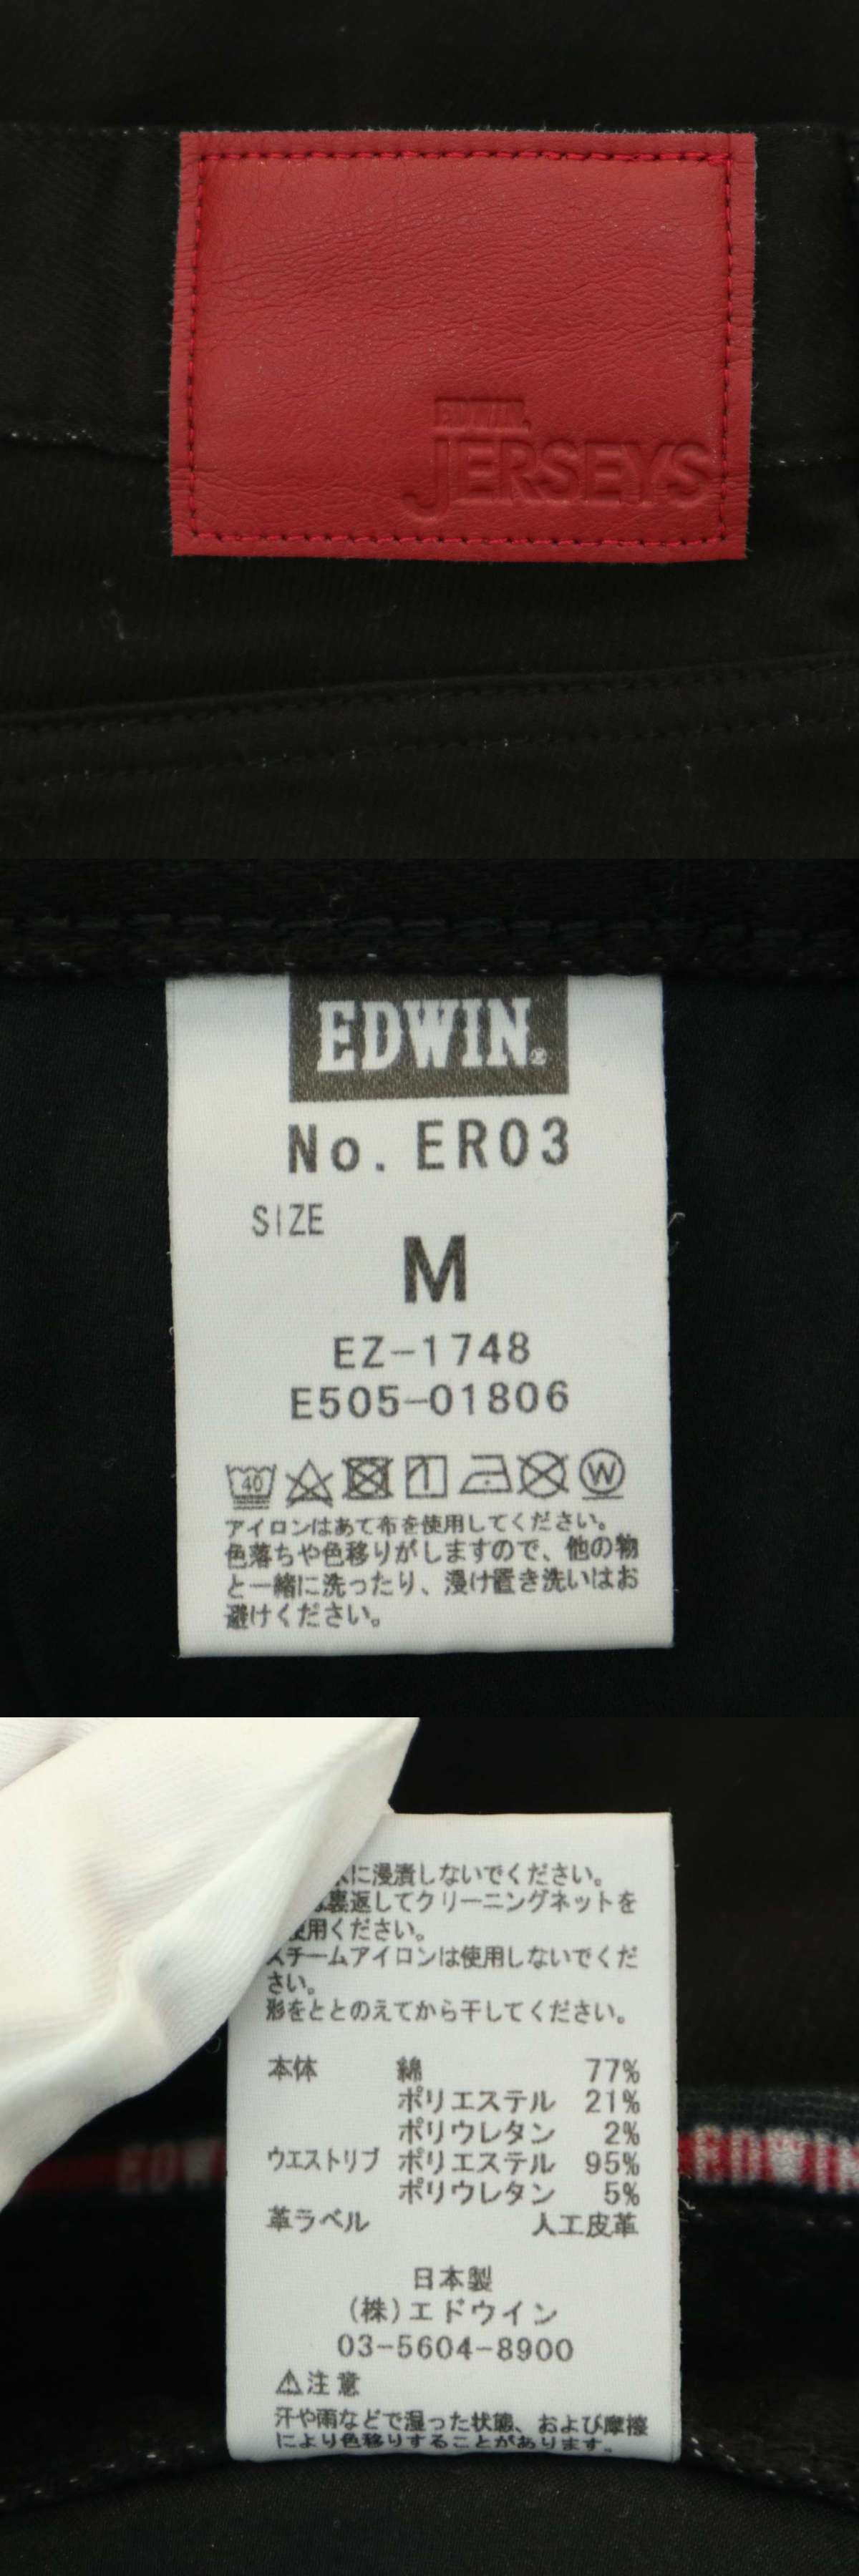 EDWIN.
JERSEYS
EDWIN.®
No. ER03
SIZE
M
EZ-1748
E505-01806
40
W
アイロンはあて布を使用してください。
色落ちや色移りがしますので、他の物
と一緒に洗ったり、浸け置き洗いはお
避けください。
に浸漬しないでください。
裏返してクリーニングネットを
使用ください。
スチームアイロンは使用しないでくだ
さい。
形をととのえてから干してください。
本体 綿 77%
ポリエステル 21%
ポリウレタン 2%
ウエストリブ ポリエステル 95%
ポリウレタン 5%
革ラベル 人工皮革
EDW EDWIN
日本製
(株)エドウイン
03-5604-8900
⚠注意
汗や雨などで湿った状態、および摩擦
により色移りすることがあります。